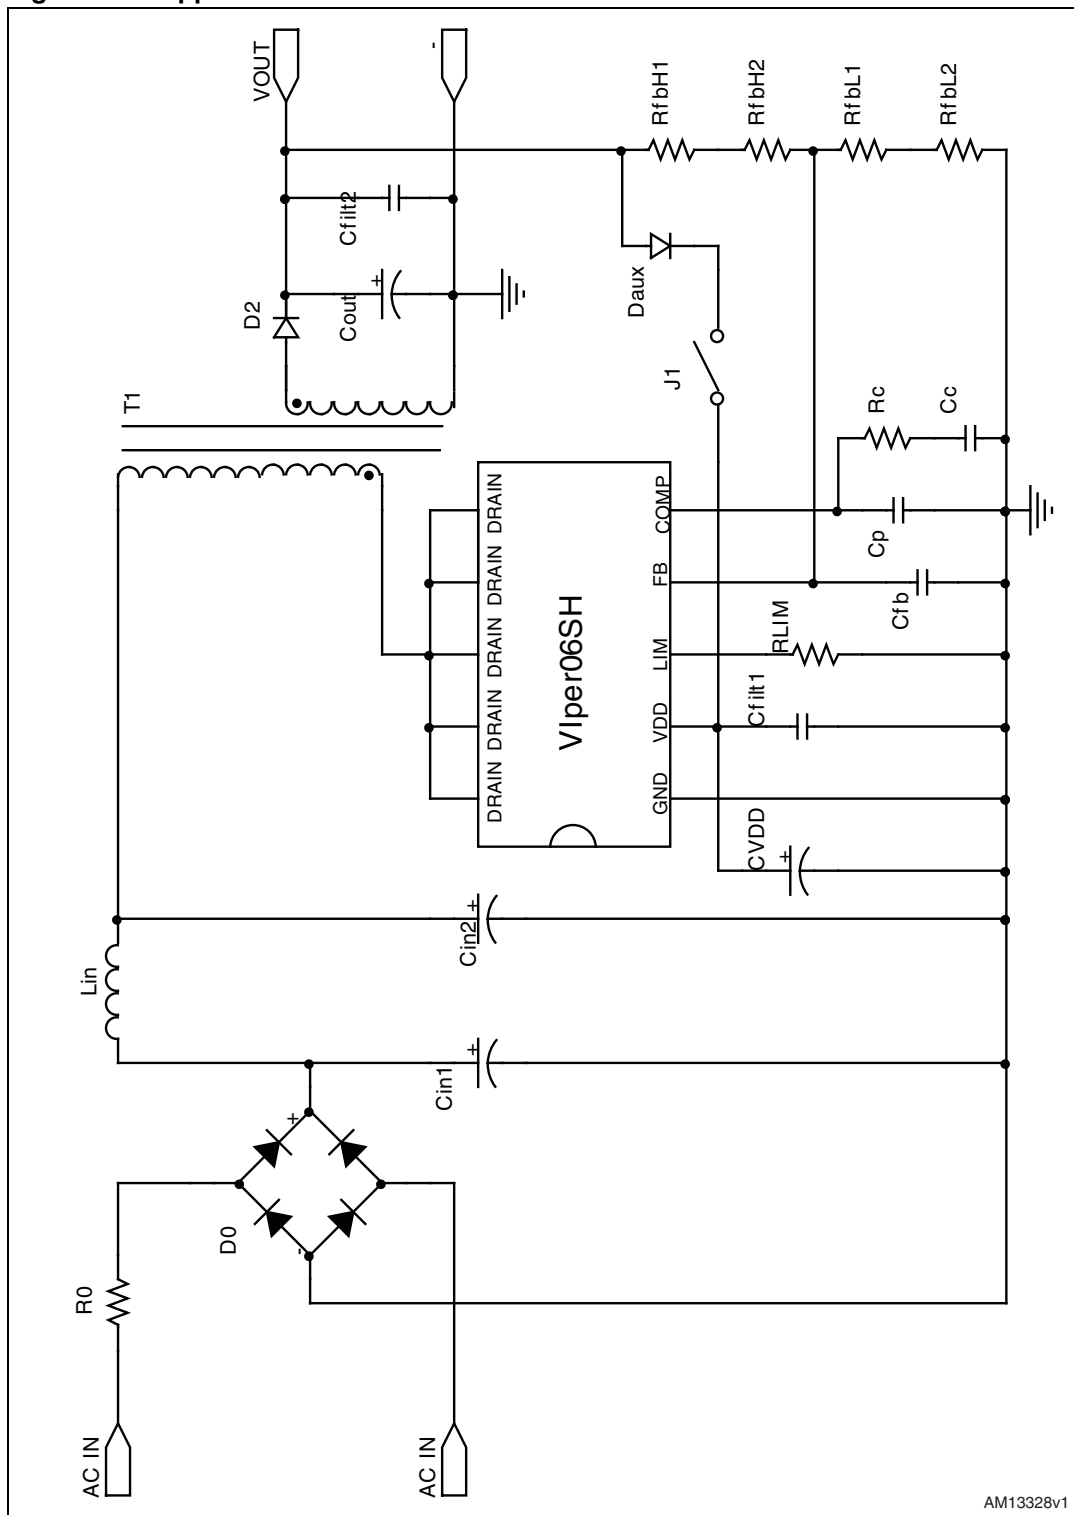 VOUT
-
T1
D2
Cout
+
Cfilt2
RfbH1
RfbH2
RfbL1
RfbL2
Daux
J1
Rc
Cc
Cp
Cfb
RLIM
Cfilt1
CVDD
+
DRAIN DRAIN DRAIN DRAIN DRAIN
VIper06SH
GND VDD LIM FB COMP
Lin
Cin2
+
Cin1
+
D0
+
-
R0
AC IN
AC IN
AM13328v1